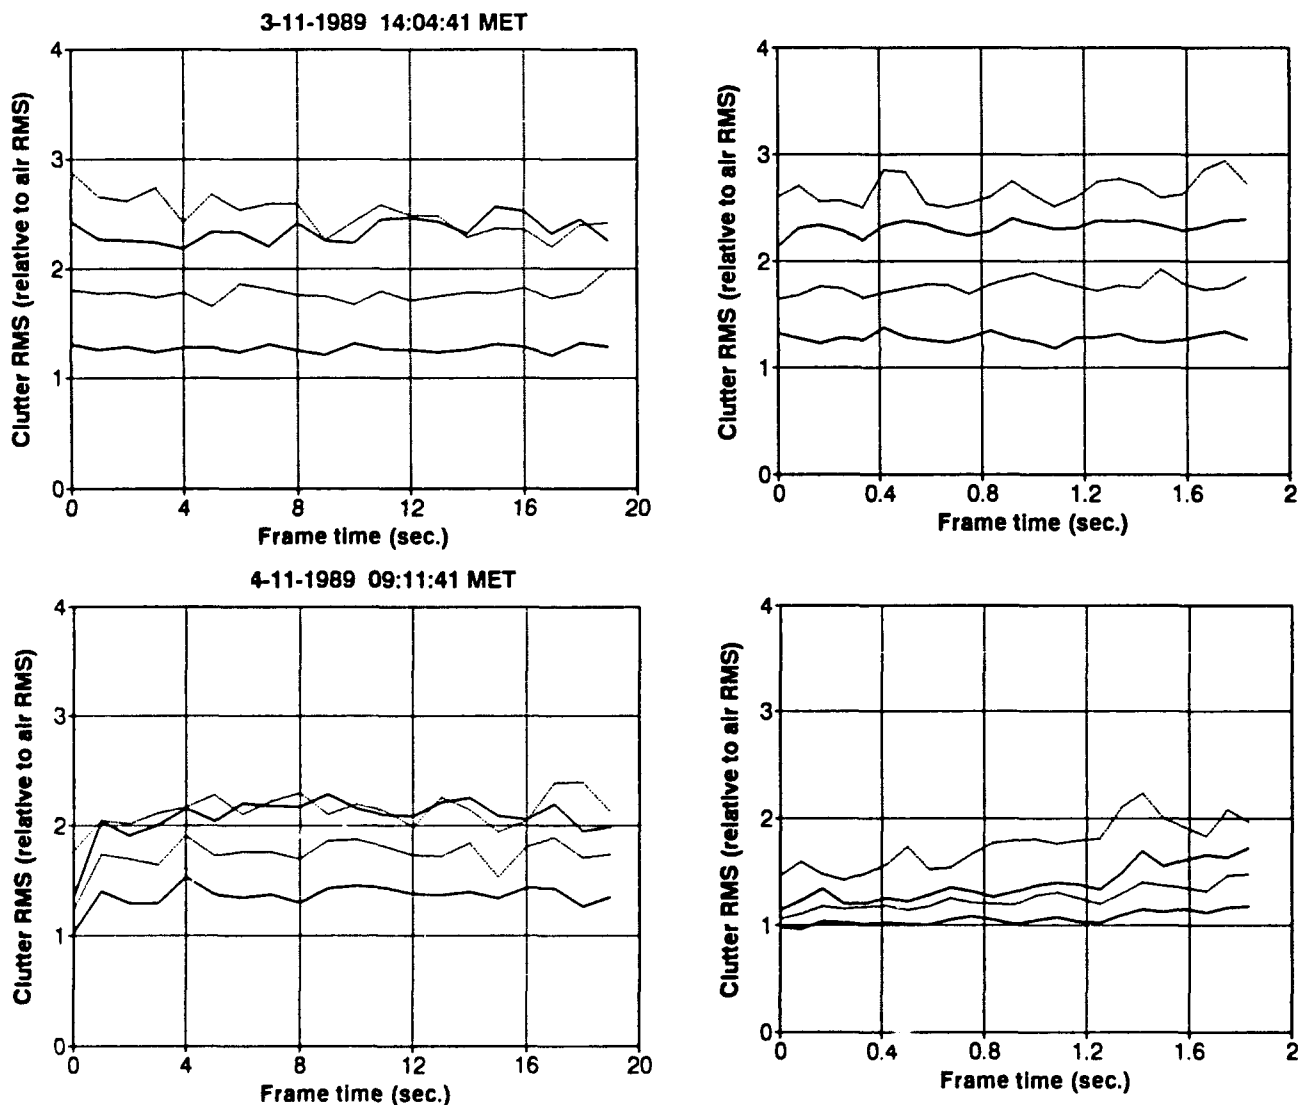 3-11-1989 14:04:41 MET
Clutter RMS (relative to air RMS)
4
3
2
1
0
0 4 8 12 16 20
Frame time (sec.)
Clutter RMS (relative to air RMS)
4
3
2
1
0
0 0.4 0.8 1.2 1.6 2
Frame time (sec.)
4-11-1989 09:11:41 MET
Clutter RMS (relative to air RMS)
4
3
2
1
0
0 4 8 12 16 20
Frame time (sec.)
Clutter RMS (relative to air RMS)
4
3
2
1
0
0 0.4 0.8 1.2 1.6 2
Frame time (sec.)